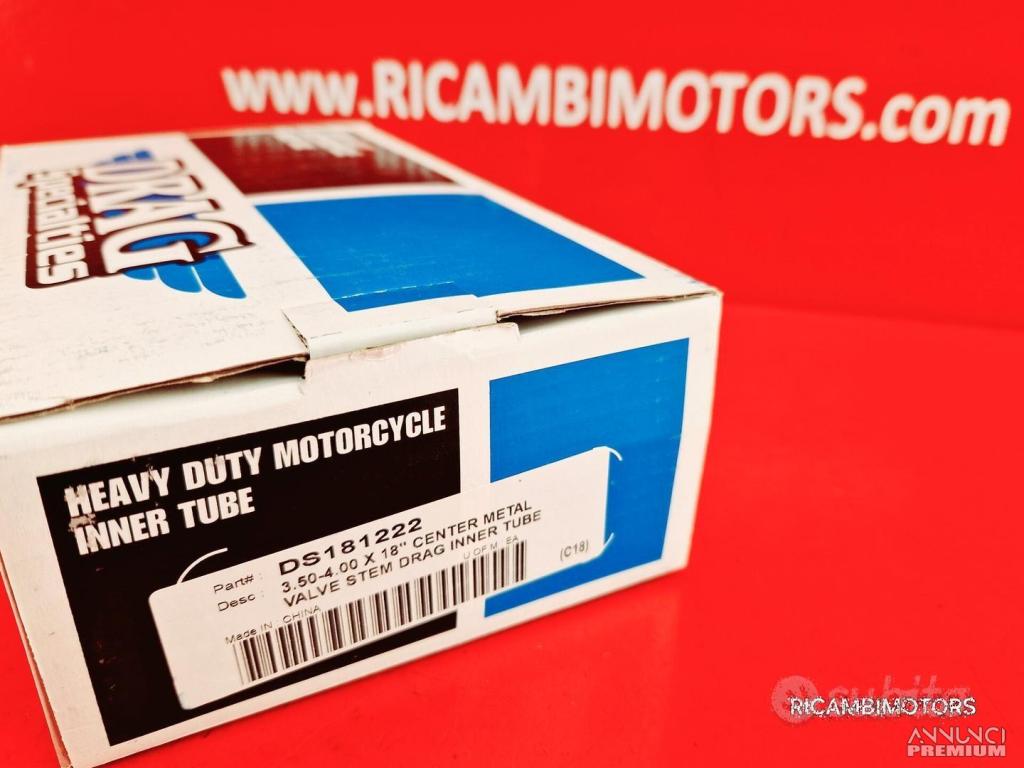 www.RICAMBIMOTORS.com
DRAG
Specialties
HEAVY DUTY MOTORCYCLE
INNER TUBE
Part#: DS181222
Desc: 3.50-4.00 X 18" CENTER METAL
VALVE STEM DRAG INNER TUBE
U OF M EA
(C18)
Made IN: CHINA
subito
RICAMBIMOTORS
ANNUNCI
PREMIUM